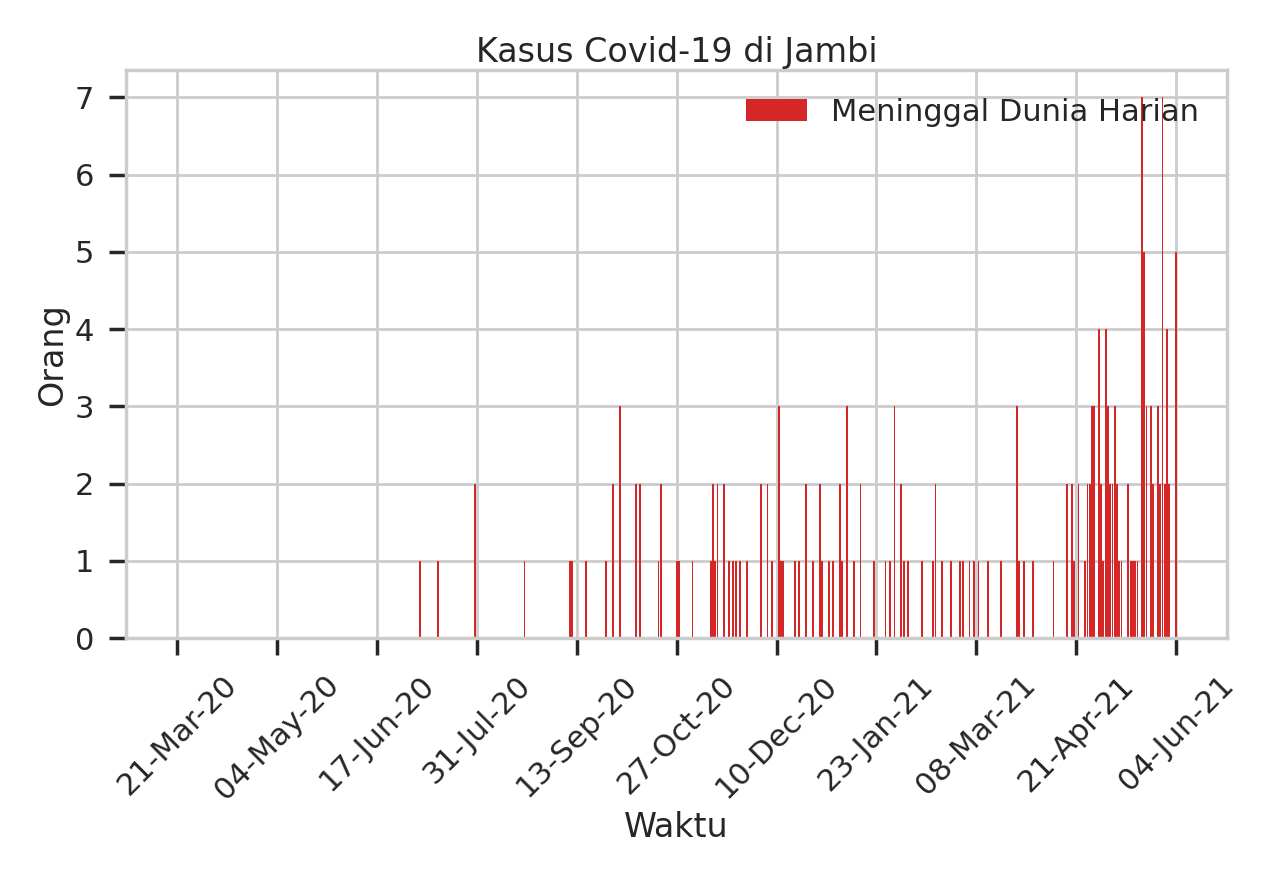 Kasus Covid-19 di Jambi
Meninggal Dunia Harian
Orang
7
6
5
4
3
2
1
0
21-Mar-20
04-May-20
17-Jun-20
31-Jul-20
13-Sep-20
27-Oct-20
10-Dec-20
23-Jan-21
08-Mar-21
21-Apr-21
04-Jun-21
Waktu